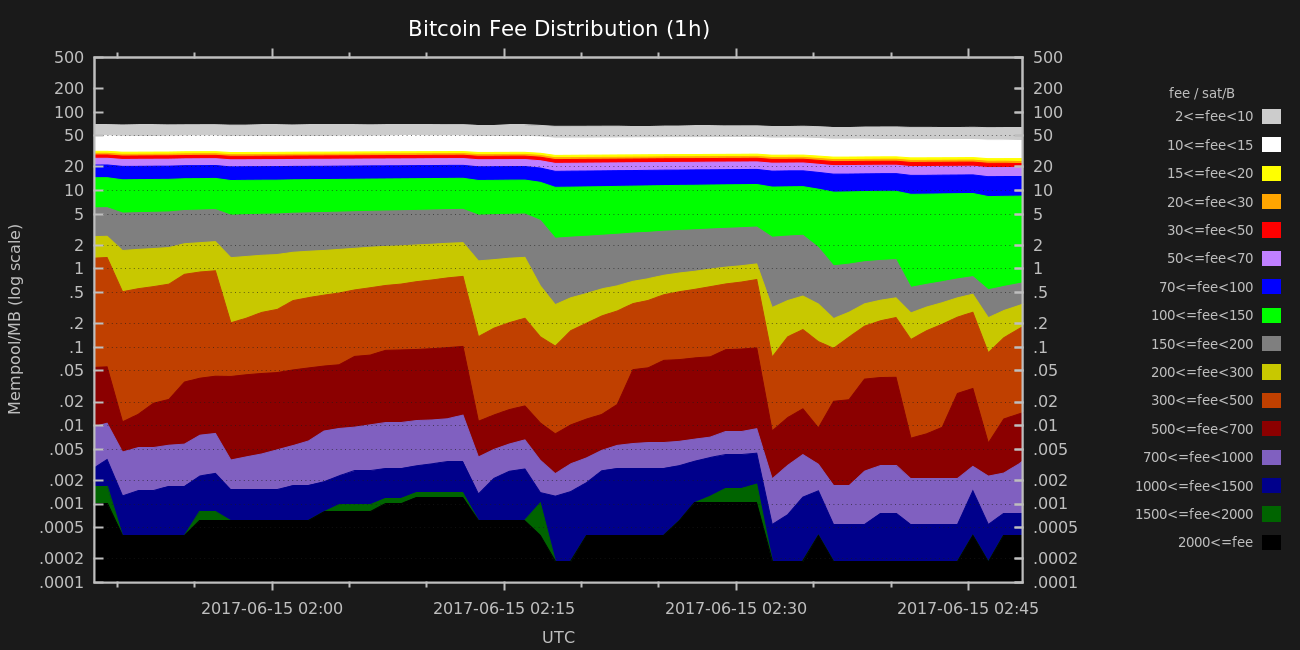 Bitcoin Fee Distribution (1h)
500 500
200 200
100 100
50 50
20 20
10 10
5 5
2 2
1 1
.5 .5
.2 .2
.1 .1
.05 .05
.02 .02
.01 .01
.005 .005
.002 .002
.001 .001
.0005 .0005
.0002 .0002
.0001 .0001
Mempool/MB (log scale)
2017-06-15 02:00 2017-06-15 02:15 2017-06-15 02:30 2017-06-15 02:45
UTC
fee / sat/B
2<=fee<10
10<=fee<15
15<=fee<20
20<=fee<30
30<=fee<50
50<=fee<70
70<=fee<100
100<=fee<150
150<=fee<200
200<=fee<300
300<=fee<500
500<=fee<700
700<=fee<1000
1000<=fee<1500
1500<=fee<2000
2000<=fee